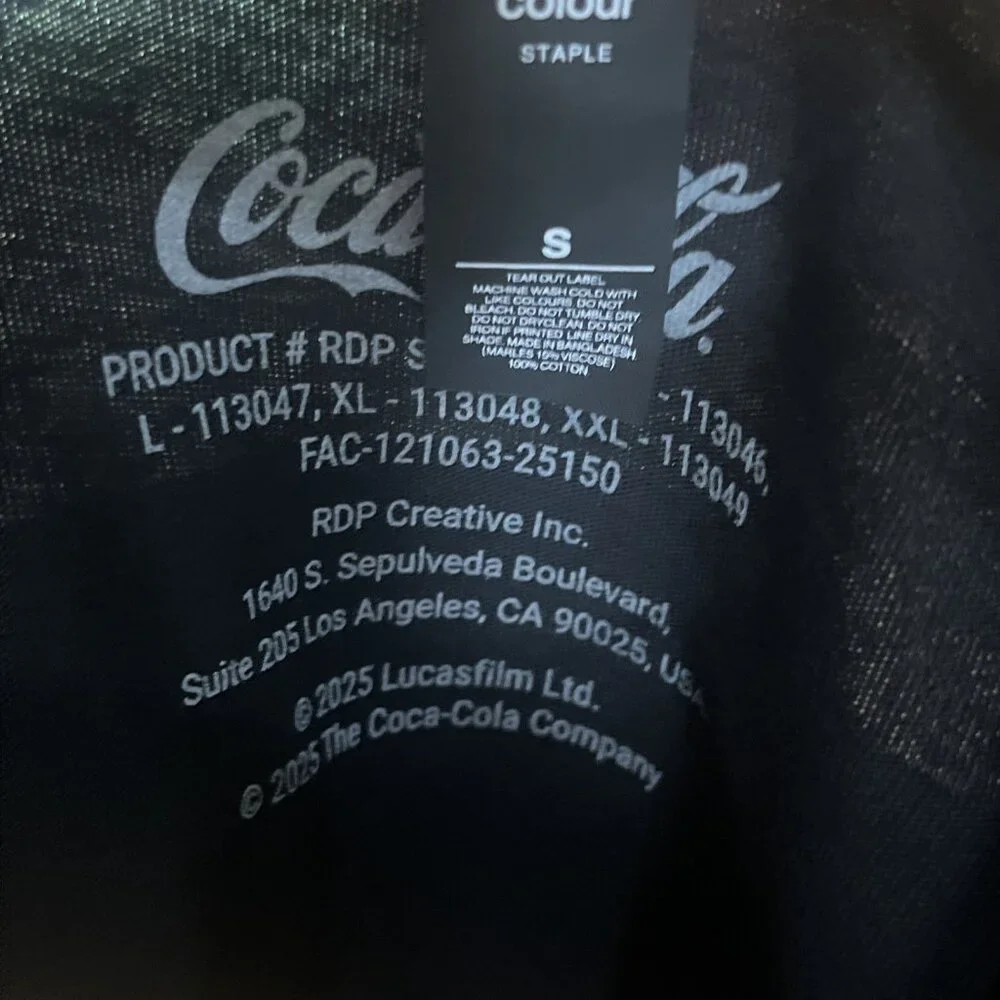 colour
STAPLE
Coca
a.
S
TEAR OUT LABEL
MACHINE WASH COLD WITH
LIKE COLOURS DO NOT
BLEACH DO NOT TUMBLE DRY
DO NOT DRYCLEAN DO NOT
IRON IF PRINTED LINE DRY IN
SHADE. MADE IN BANGLADESH
(MARLES 15% VISCOSE)
100% COTTON
PRODUCT # RDP S - 113046,
L - 113047, XL - 113048, XXL - 113049
FAC-121063-25150
RDP Creative Inc.
1640 S. Sepulveda Boulevard,
Suite 205 Los Angeles, CA 90025, USA
© 2025 Lucasfilm Ltd.
© 2025 The Coca-Cola Company